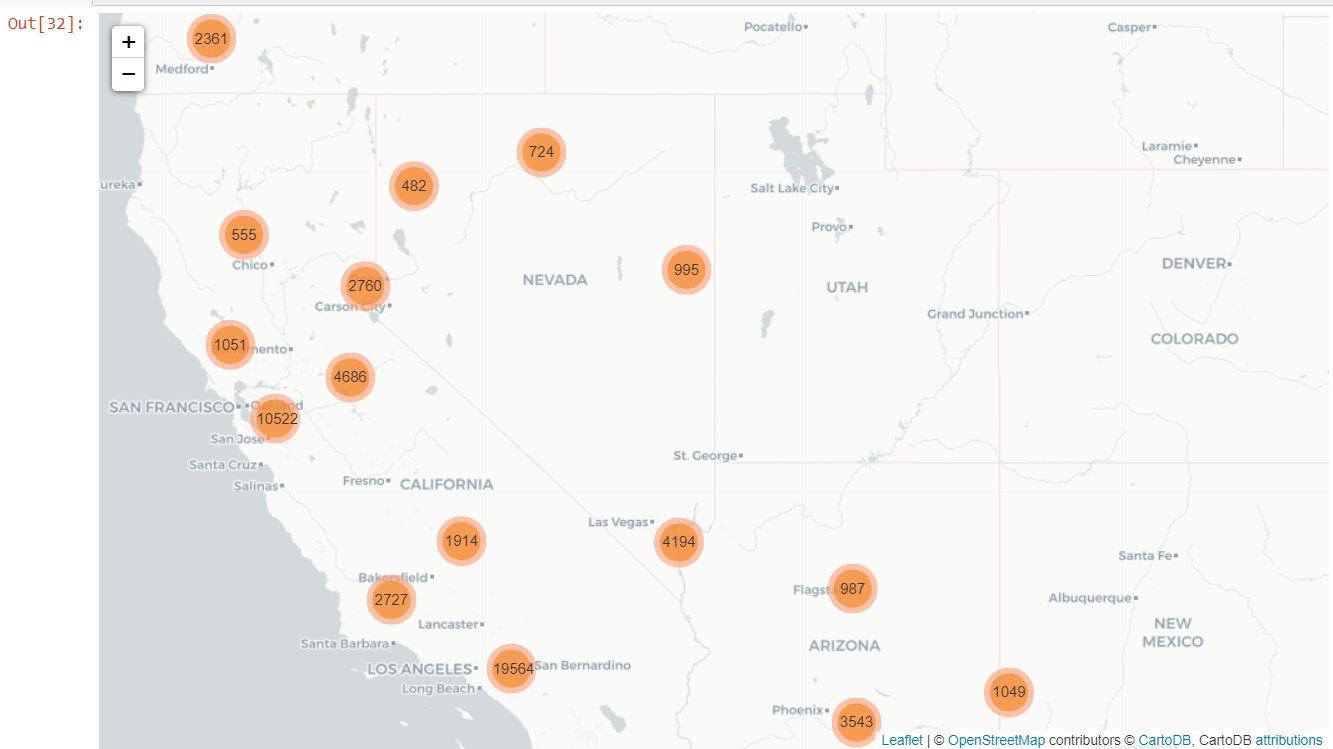 Out[32]:
+
−
2361
Medford
Pocatello
Casper
724
482
Laramie
Cheyenne
ureka
Salt Lake City
555
Provo
Chico
2760
995
NEVADA
UTAH
DENVER
Carson City
Grand Junction
1051
mento
COLORADO
4686
SAN FRANCISCO
Oakland
10522
San Jose
St. George
Santa Cruz
Fresno
CALIFORNIA
Salinas
Las Vegas
1914
4194
Santa Fe
Bakersfield
2727
Flagsta
987
Albuquerque
Lancaster
NEW
MEXICO
Santa Barbara
ARIZONA
LOS ANGELES
19564
San Bernardino
Long Beach
1049
Phoenix
3543
Leaflet | © OpenStreetMap contributors © CartoDB, CartoDB attributions